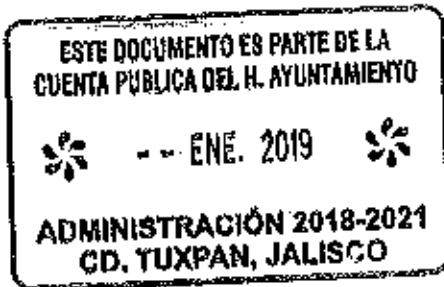 ESTE DOCUMENTO ES PARTE DE LA
CUENTA PUBLICA DEL H. AYUNTAMIENTO
-- ENE. 2019
ADMINISTRACIÓN 2018-2021
CD. TUXPAN, JALISCO